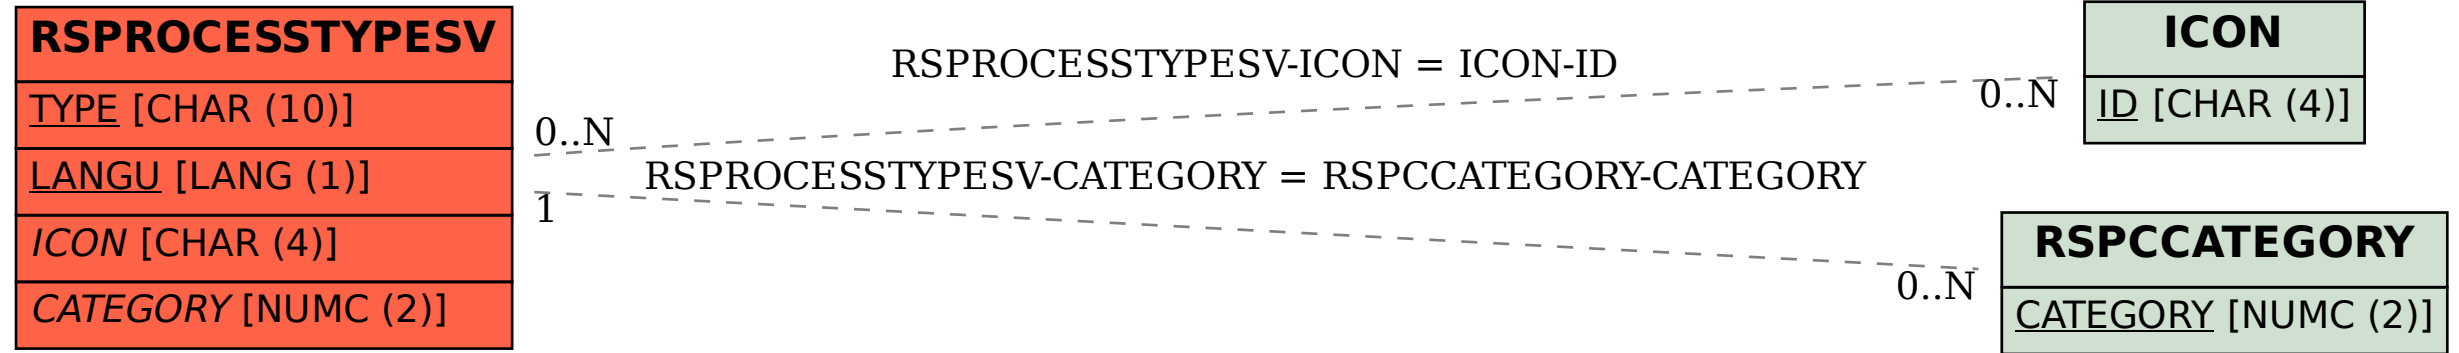 RSPROCESSTYPESV
TYPE [CHAR (10)]
LANGU [LANG (1)]
ICON [CHAR (4)]
CATEGORY [NUMC (2)]
RSPROCESSTYPESV-ICON = ICON-ID
0..N
0..N
RSPROCESSTYPESV-CATEGORY = RSPCCATEGORY-CATEGORY
1
0..N
ICON
ID [CHAR (4)]
RSPCCATEGORY
CATEGORY [NUMC (2)]